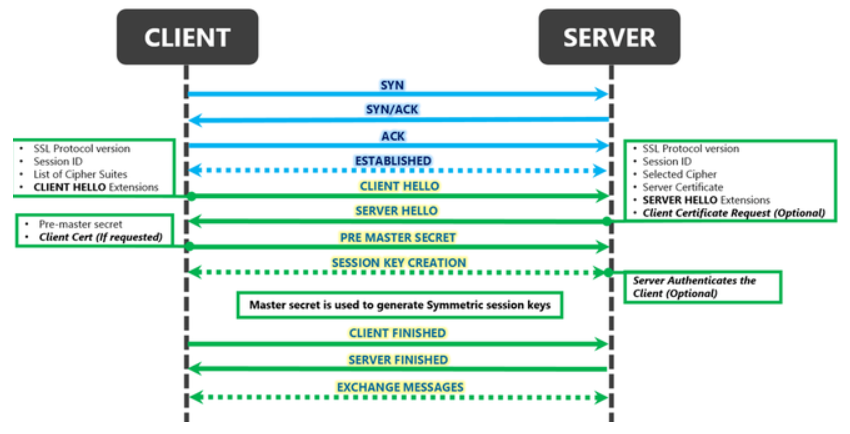 CLIENT
SERVER
SYN
SYN/ACK
ACK
ESTABLISHED
• SSL Protocol version
• Session ID
• List of Cipher Suites
• CLIENT HELLO Extensions
• SSL Protocol version
• Session ID
• Selected Cipher
• Server Certificate
• SERVER HELLO Extensions
• Client Certificate Request (Optional)
CLIENT HELLO
SERVER HELLO
• Pre-master secret
• Client Cert (If requested)
PRE MASTER SECRET
SESSION KEY CREATION
Server Authenticates the
Client (Optional)
Master secret is used to generate Symmetric session keys
CLIENT FINISHED
SERVER FINISHED
EXCHANGE MESSAGES